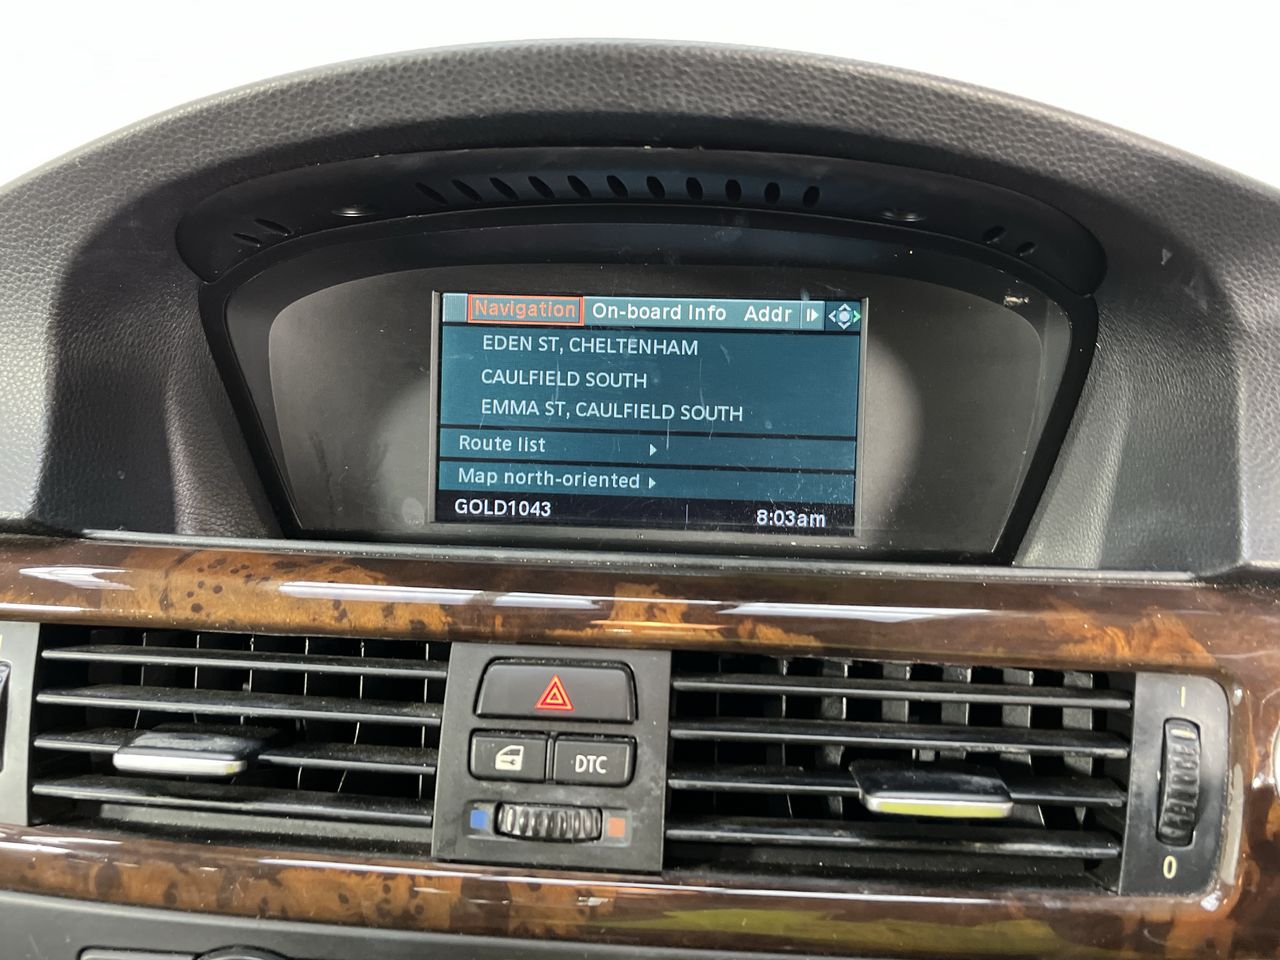 Navigation On-board Info Addr
EDEN ST, CHELTENHAM
CAULFIELD SOUTH
EMMA ST, CAULFIELD SOUTH
Route list
Map north-oriented
GOLD1043 8:03am
DTC
0